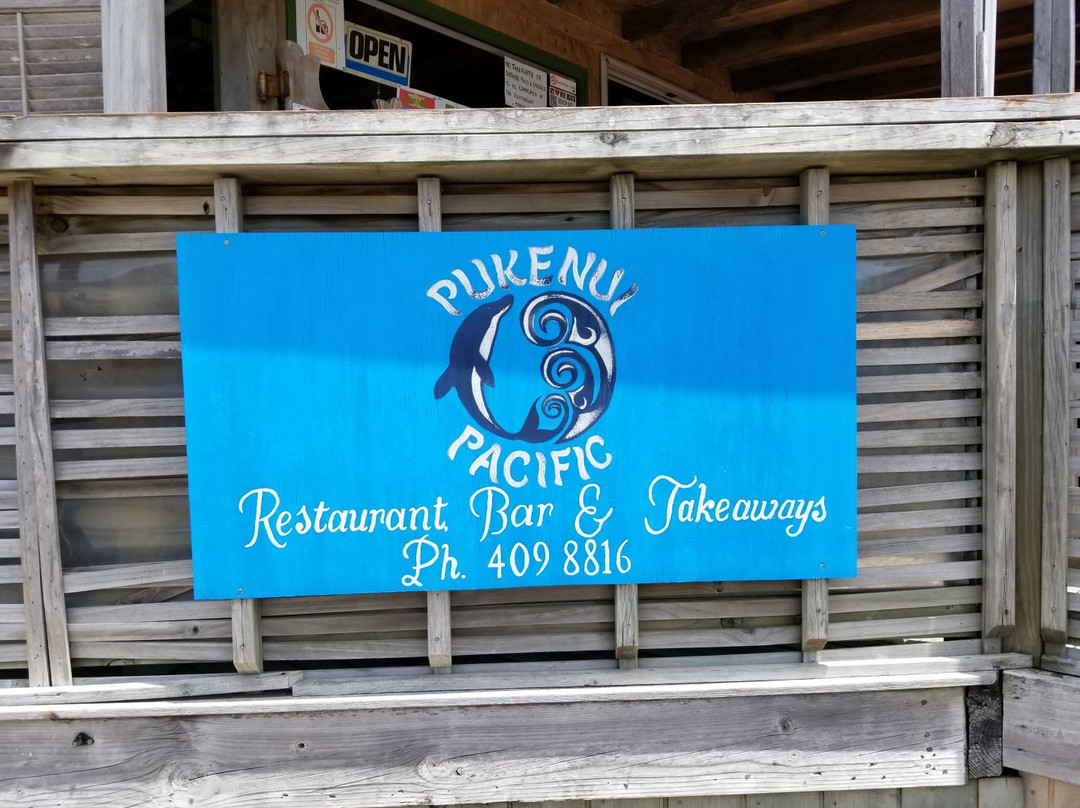 OPEN
PUKENUI
PACIFIC
Restaurant, Bar & Takeaways
Ph. 409 8816